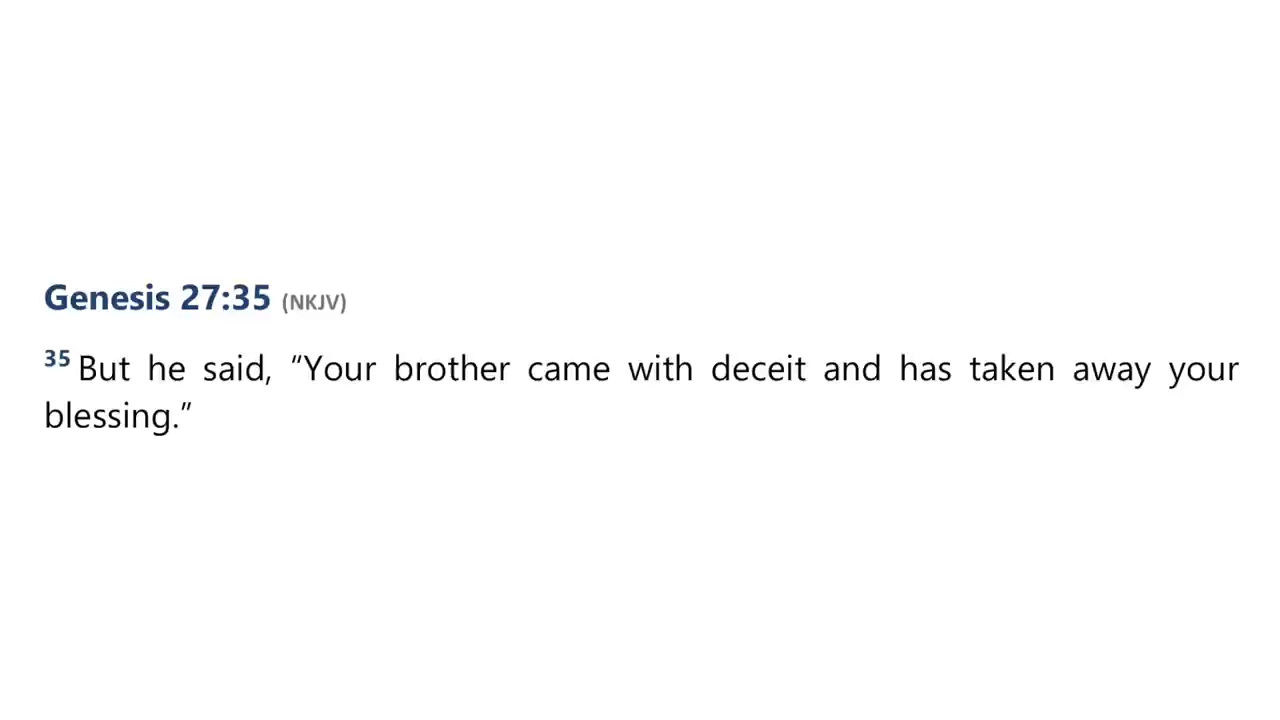 Genesis 27:35 (NKJV)
35 But he said, “Your brother came with deceit and has taken away your
blessing.”